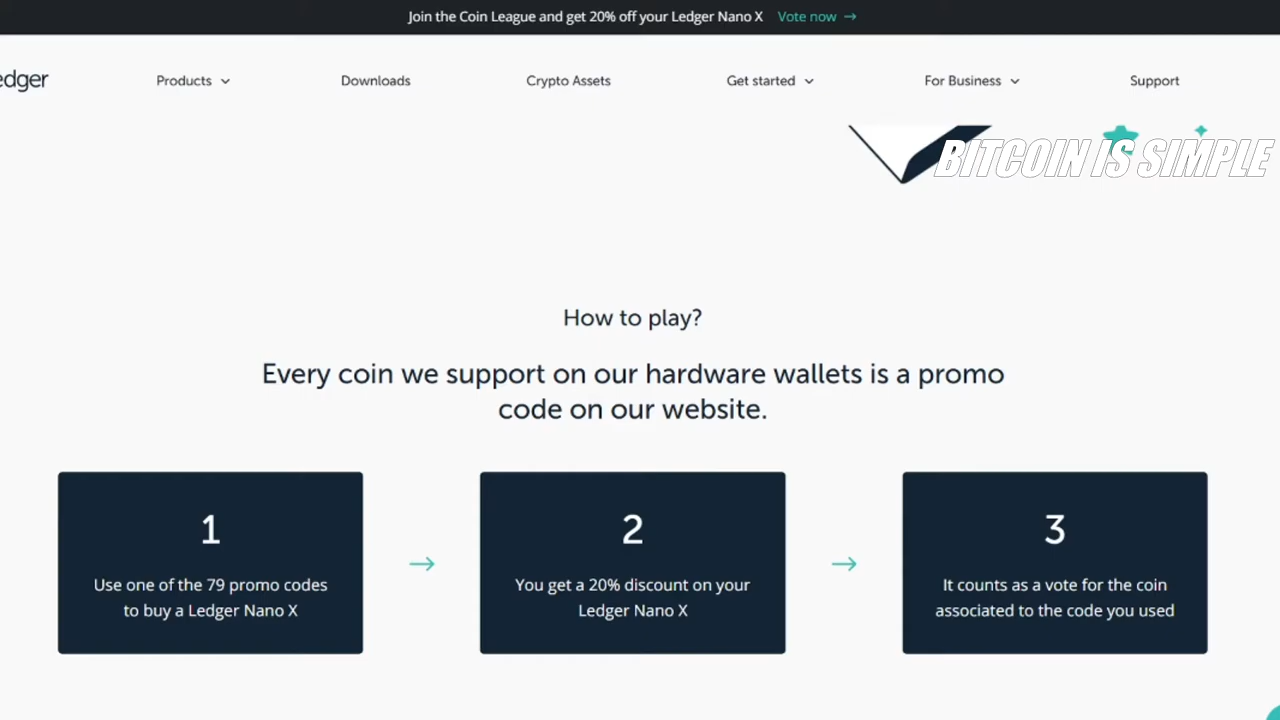 Join the Coin League and get 20% off your Ledger Nano X Vote now →
edger
Products
Downloads
Crypto Assets
Get started
For Business
Support
BITCOIN IS SIMPLE
How to play?
Every coin we support on our hardware wallets is a promo
code on our website.
1
Use one of the 79 promo codes
to buy a Ledger Nano X
→
2
You get a 20% discount on your
Ledger Nano X
→
3
It counts as a vote for the coin
associated to the code you used